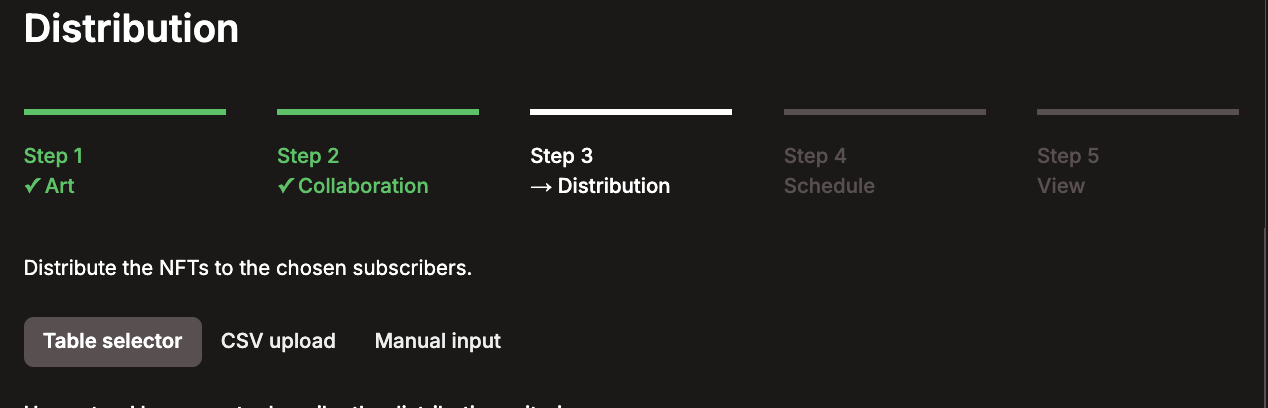 Distribution
Step 1
✓ Art
Step 2
✓ Collaboration
Step 3
→ Distribution
Step 4
Schedule
Step 5
View
Distribute the NFTs to the chosen subscribers.
Table selector
CSV upload
Manual input